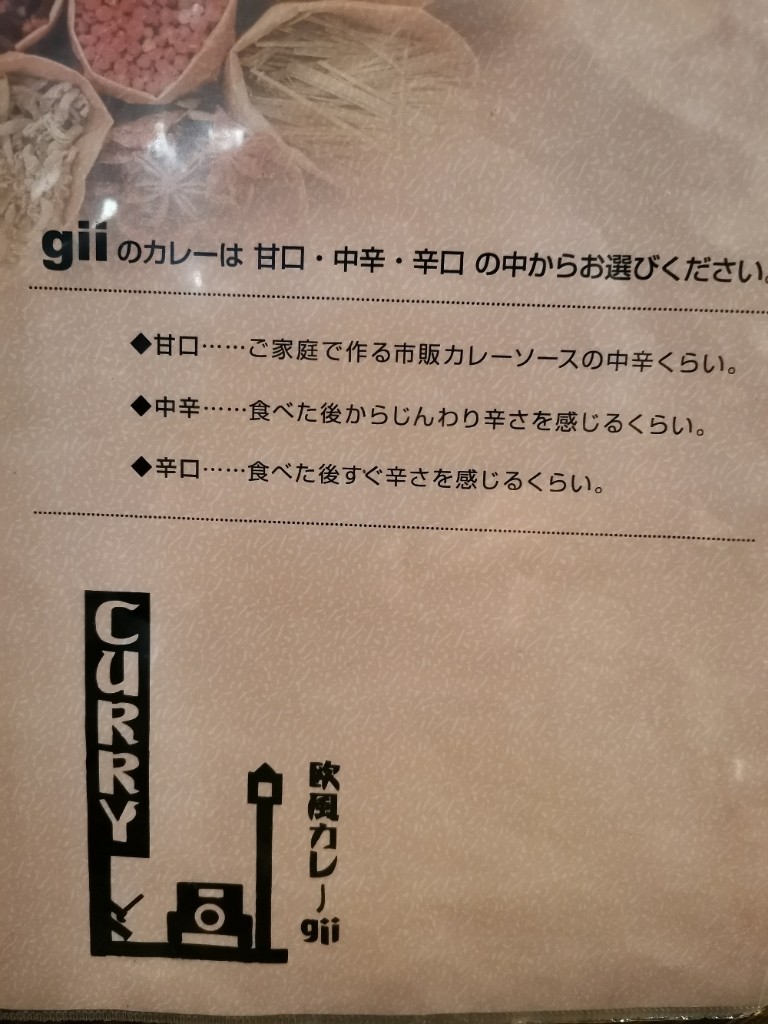 gii のカレーは 甘口・中辛・辛口 の中からお選びください。
◆甘口……ご家庭で作る市販カレーソースの中辛くらい。
◆中辛……食べた後からじんわり辛さを感じるくらい。
◆辛口……食べた後すぐ辛さを感じるくらい。
CURRY
欧風カレーgii